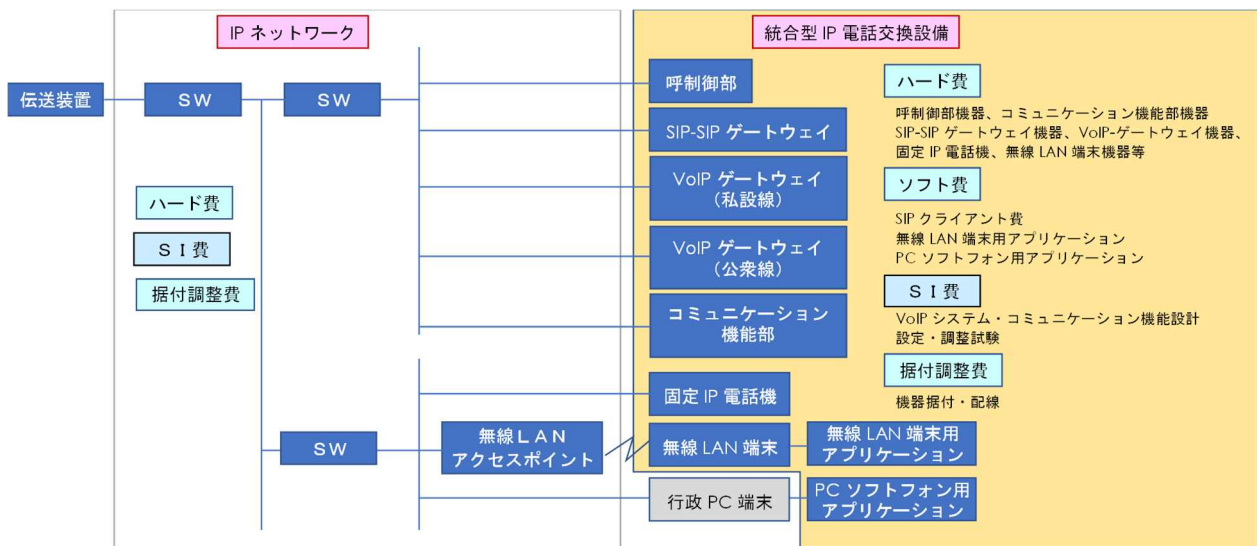 IP ネットワーク
統合型 IP 電話交換設備
伝送装置
ＳＷ
ＳＷ
ハード費
ＳＩ費
据付調整費
ＳＷ
無線ＬＡＮ
アクセスポイント
呼制御部
SIP-SIP ゲートウェイ
VoIP ゲートウェイ
（私設線）
VoIP ゲートウェイ
（公衆線）
コミュニケーション
機能部
固定 IP 電話機
無線 LAN 端末
無線 LAN 端末用
アプリケーション
行政 PC 端末
PC ソフトフォン用
アプリケーション
ハード費
呼制御部機器、コミュニケーション機能部機器
SIP-SIP ゲートウェイ機器、VoIP-ゲートウェイ機器、
固定 IP 電話機、無線 LAN 端末機器等
ソフト費
SIP クライアント費
無線 LAN 端末用アプリケーション
PC ソフトフォン用アプリケーション
ＳＩ費
VoIP システム・コミュニケーション機能設計
設定・調整試験
据付調整費
機器据付・配線